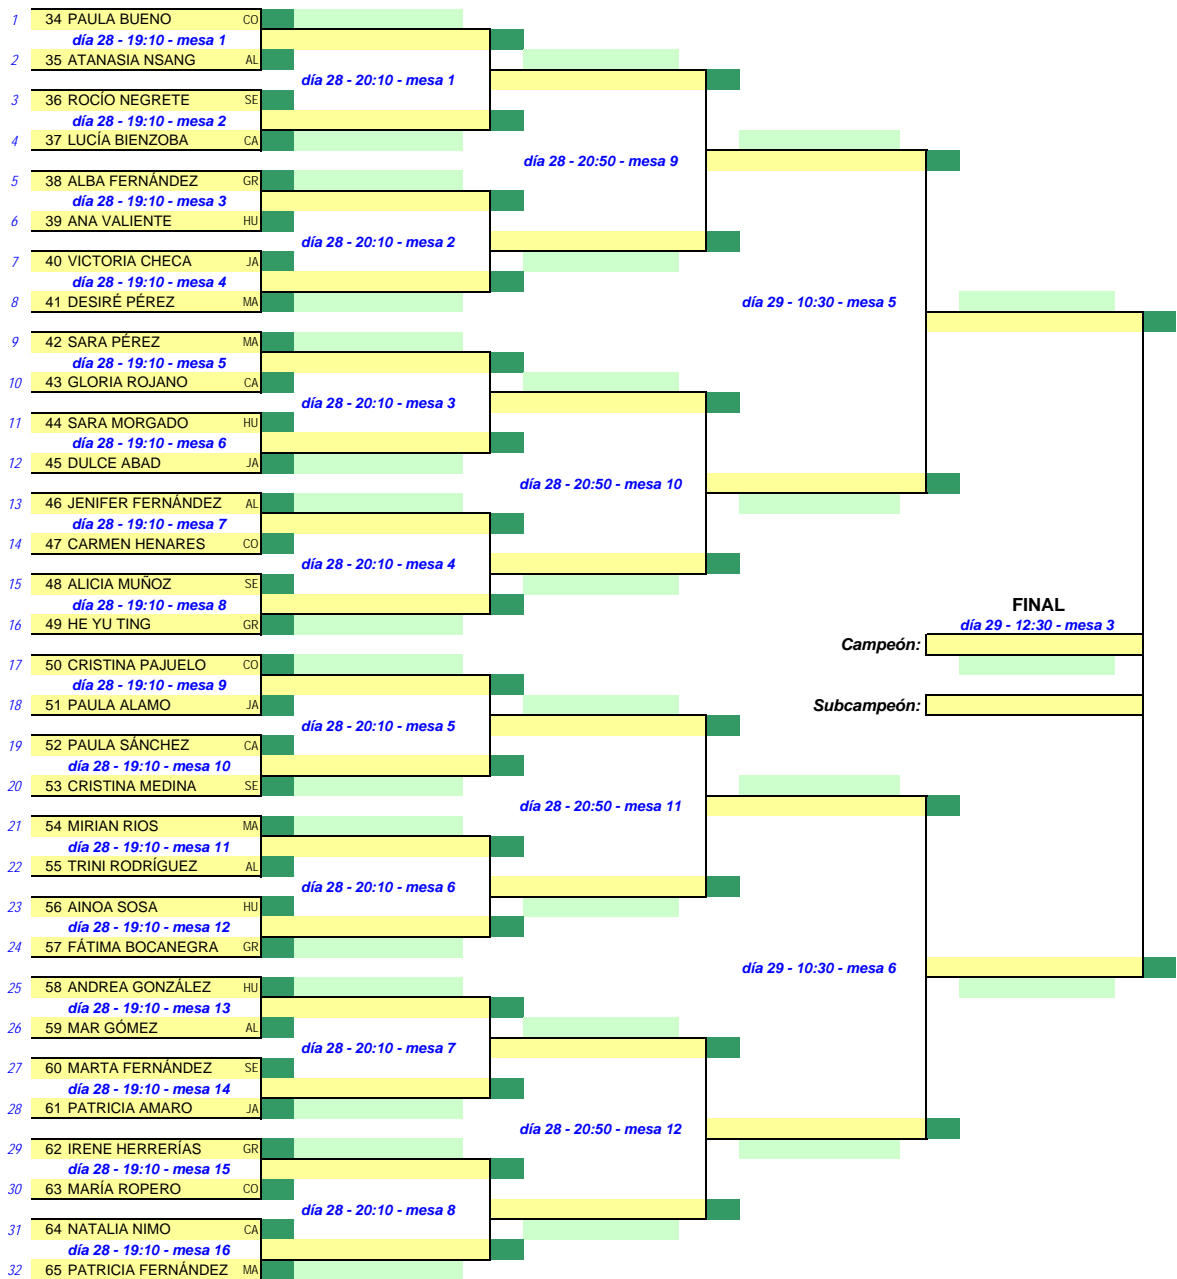 1 34 PAULA BUENO CO
día 28 - 19:10 - mesa 1
2 35 ATANASIA NSANG AL
día 28 - 20:10 - mesa 1
3 36 ROCÍO NEGRETE SE
día 28 - 19:10 - mesa 2
4 37 LUCÍA BIENZOBA CA
día 28 - 20:50 - mesa 9
5 38 ALBA FERNÁNDEZ GR
día 28 - 19:10 - mesa 3
6 39 ANA VALIENTE HU
día 28 - 20:10 - mesa 2
7 40 VICTORIA CHECA JA
día 28 - 19:10 - mesa 4
8 41 DESIRÉ PÉREZ MA
día 29 - 10:30 - mesa 5
9 42 SARA PÉREZ MA
día 28 - 19:10 - mesa 5
10 43 GLORIA ROJANO CA
día 28 - 20:10 - mesa 3
11 44 SARA MORGADO HU
día 28 - 19:10 - mesa 6
12 45 DULCE ABAD JA
día 28 - 20:50 - mesa 10
13 46 JENIFER FERNÁNDEZ AL
día 28 - 19:10 - mesa 7
14 47 CARMEN HENARES CO
día 28 - 20:10 - mesa 4
15 48 ALICIA MUÑOZ SE
día 28 - 19:10 - mesa 8
FINAL
16 49 HE YU TING GR
día 29 - 12:30 - mesa 3
Campeón:
17 50 CRISTINA PAJUELO CO
día 28 - 19:10 - mesa 9
18 51 PAULA ALAMO JA
Subcampeón:
día 28 - 20:10 - mesa 5
19 52 PAULA SÁNCHEZ CA
día 28 - 19:10 - mesa 10
20 53 CRISTINA MEDINA SE
día 28 - 20:50 - mesa 11
21 54 MIRIAN RIOS MA
día 28 - 19:10 - mesa 11
22 55 TRINI RODRÍGUEZ AL
día 28 - 20:10 - mesa 6
23 56 AINOA SOSA HU
día 28 - 19:10 - mesa 12
24 57 FÁTIMA BOCANEGRA GR
día 29 - 10:30 - mesa 6
25 58 ANDREA GONZÁLEZ HU
día 28 - 19:10 - mesa 13
26 59 MAR GÓMEZ AL
día 28 - 20:10 - mesa 7
27 60 MARTA FERNÁNDEZ SE
día 28 - 19:10 - mesa 14
28 61 PATRICIA AMARO JA
día 28 - 20:50 - mesa 12
29 62 IRENE HERRERÍAS GR
día 28 - 19:10 - mesa 15
30 63 MARÍA ROPERO CO
día 28 - 20:10 - mesa 8
31 64 NATALIA NIMO CA
día 28 - 19:10 - mesa 16
32 65 PATRICIA FERNÁNDEZ MA